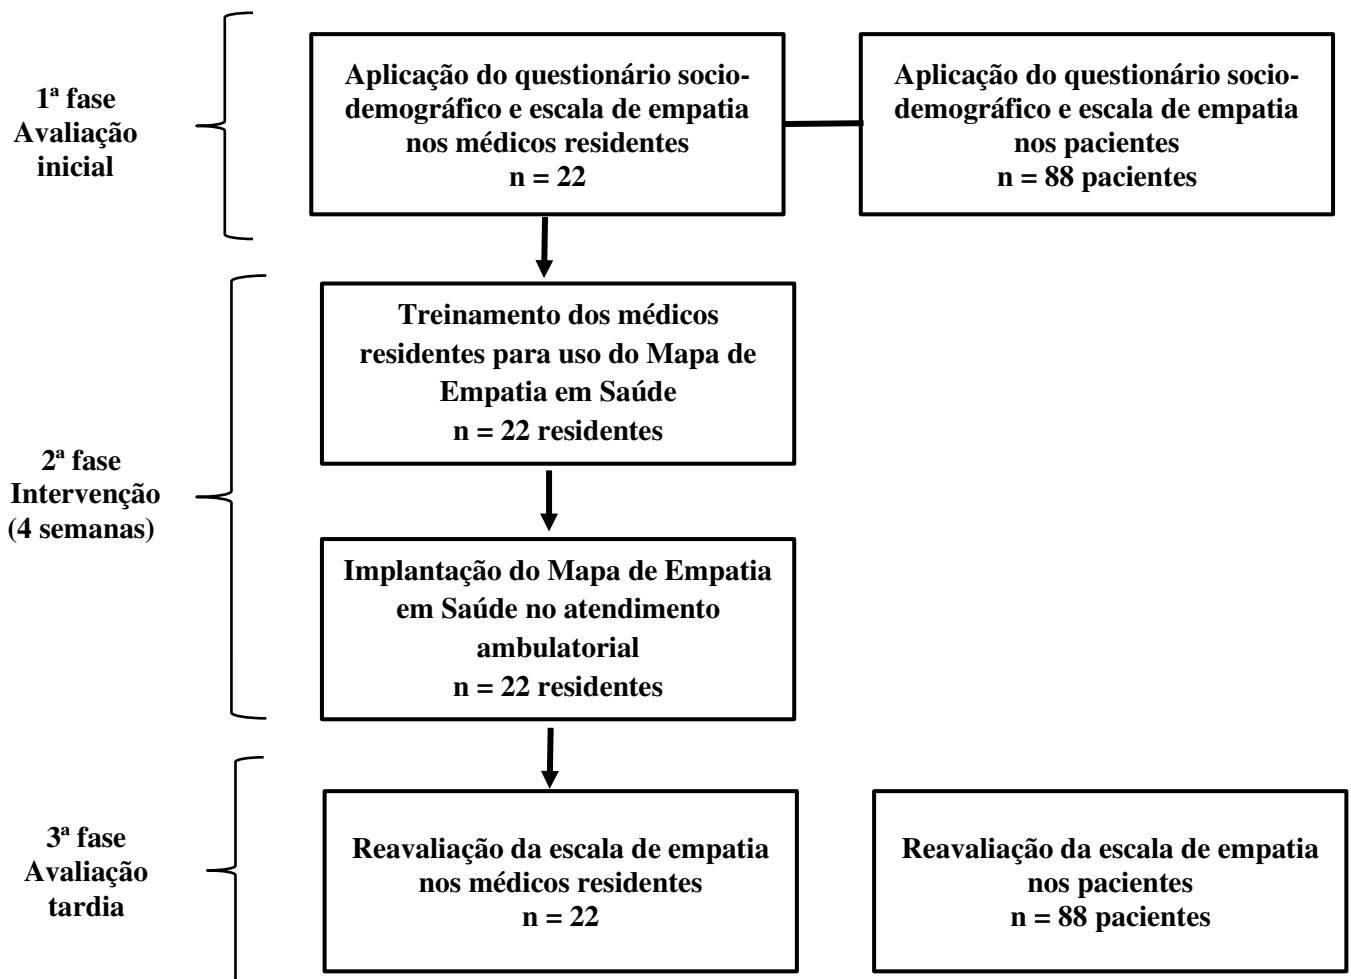 1ª fase
Avaliação
inicial
Aplicação do questionário socio-
demográfico e escala de empatia
nos médicos residentes
n = 22
Aplicação do questionário socio-
demográfico e escala de empatia
nos pacientes
n = 88 pacientes
2ª fase
Intervenção
(4 semanas)
Treinamento dos médicos
residentes para uso do Mapa de
Empatia em Saúde
n = 22 residentes
Implantação do Mapa de Empatia
em Saúde no atendimento
ambulatorial
n = 22 residentes
3ª fase
Avaliação
tardia
Reavaliação da escala de empatia
nos médicos residentes
n = 22
Reavaliação da escala de empatia
nos pacientes
n = 88 pacientes